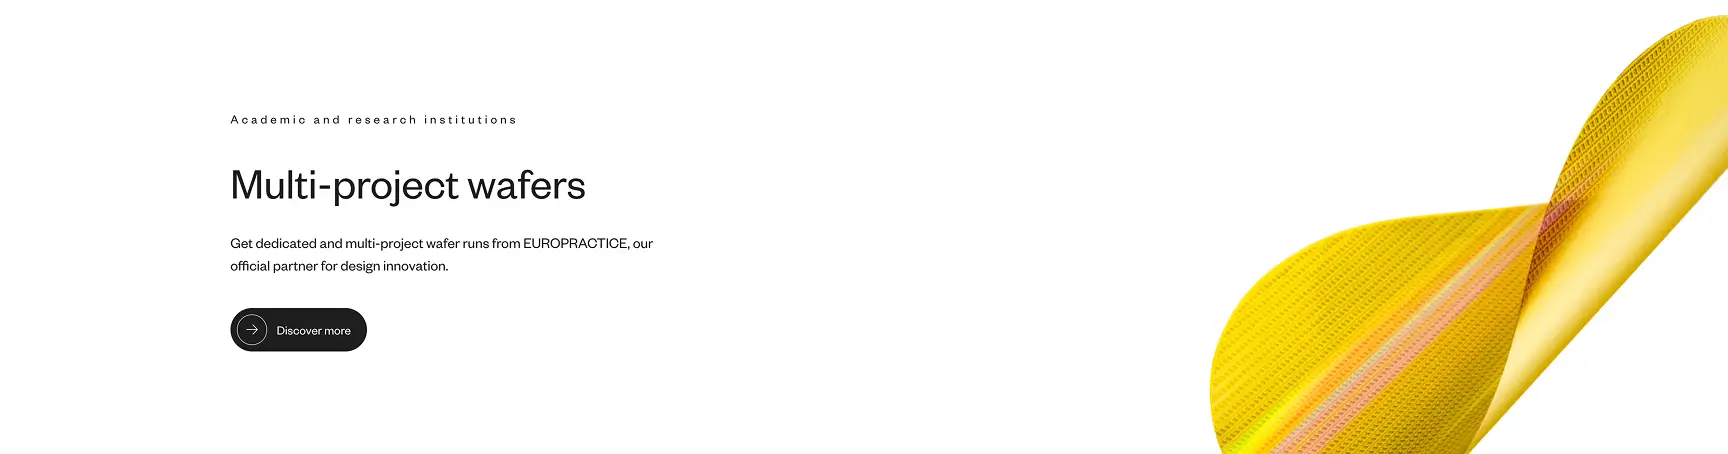 Academic and research institutions
Multi-project wafers
Get dedicated and multi-project wafer runs from EUROPRACTICE, our
official partner for design innovation.
Discover more